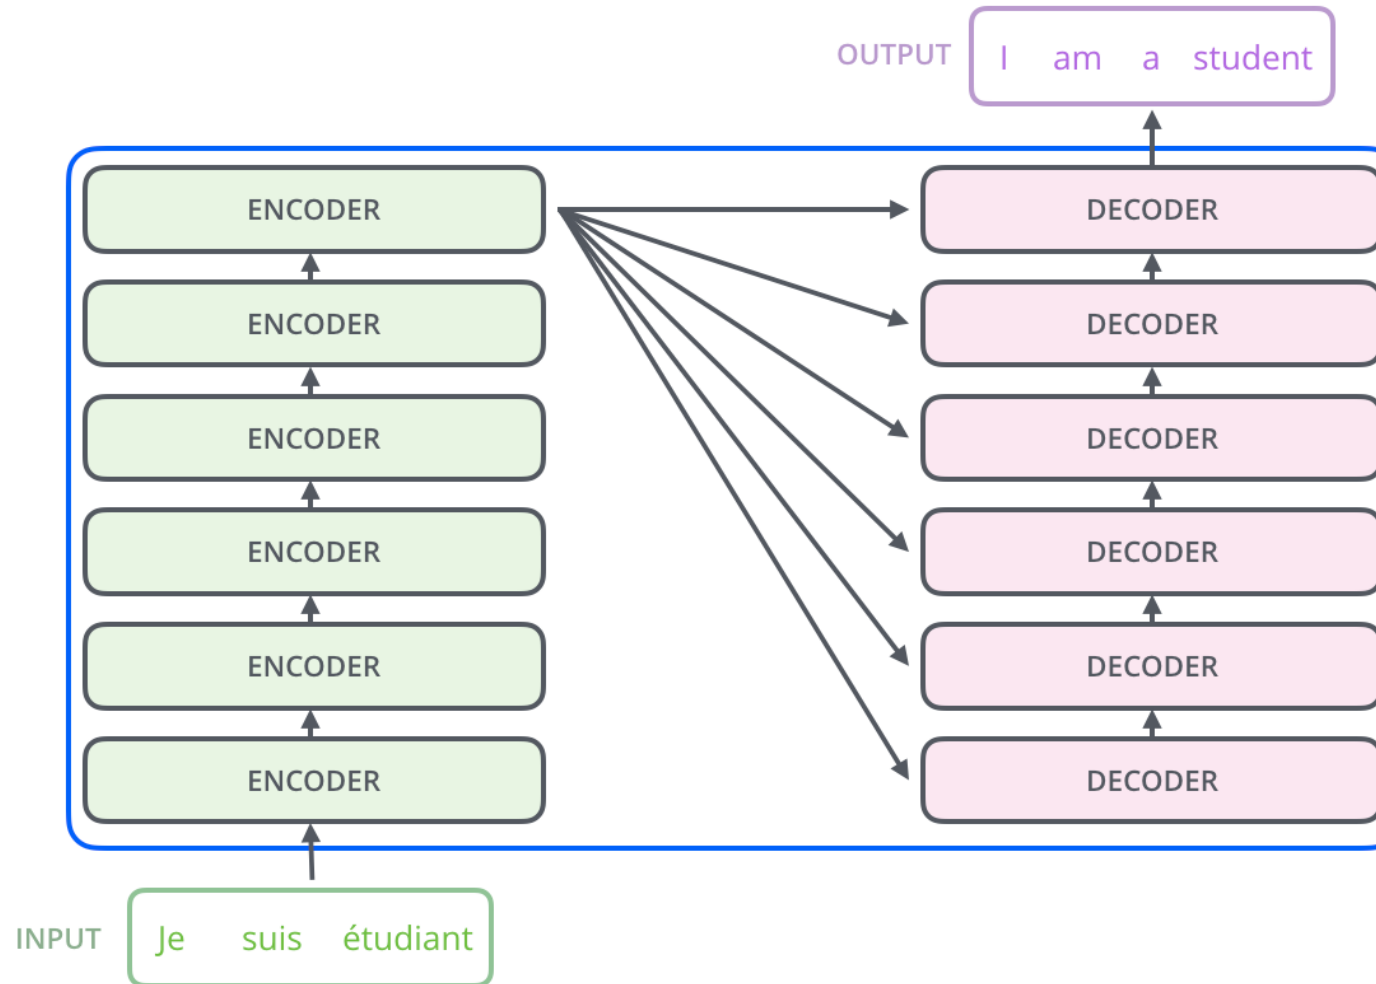 OUTPUT
I am a student
ENCODER
DECODER
ENCODER
DECODER
ENCODER
DECODER
ENCODER
DECODER
ENCODER
DECODER
ENCODER
DECODER
INPUT
Je suis étudiant